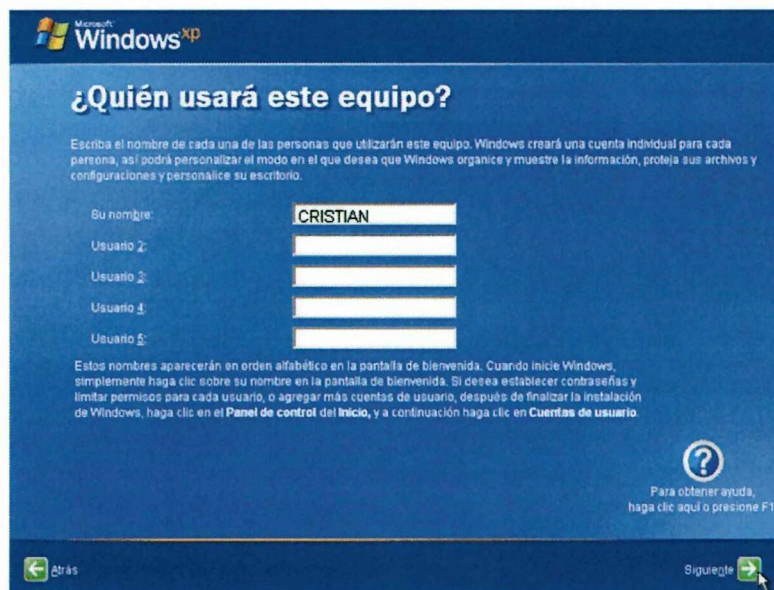 Microsoft
Windows xp
¿Quién usará este equipo?
Escriba el nombre de cada una de las personas que utilizarán este equipo. Windows creará una cuenta individual para cada
persona, así podrá personalizar el modo en el que desea que Windows organice y muestre la información, proteja sus archivos y
configuraciones y personalice su escritorio.
Su nombre: CRISTIAN
Usuario 2:
Usuario 3:
Usuario 4:
Usuario 5:
Estos nombres aparecerán en orden alfabético en la pantalla de bienvenida. Cuando inicie Windows,
simplemente haga clic sobre su nombre en la pantalla de bienvenida. Si desea establecer contraseñas y
limitar permisos para cada usuario, o agregar más cuentas de usuario, después de finalizar la instalación
de Windows, haga clic en el Panel de control del Inicio, y a continuación haga clic en Cuentas de usuario.
?
Para obtener ayuda,
haga clic aquí o presione F1
Atrás
Siguiente